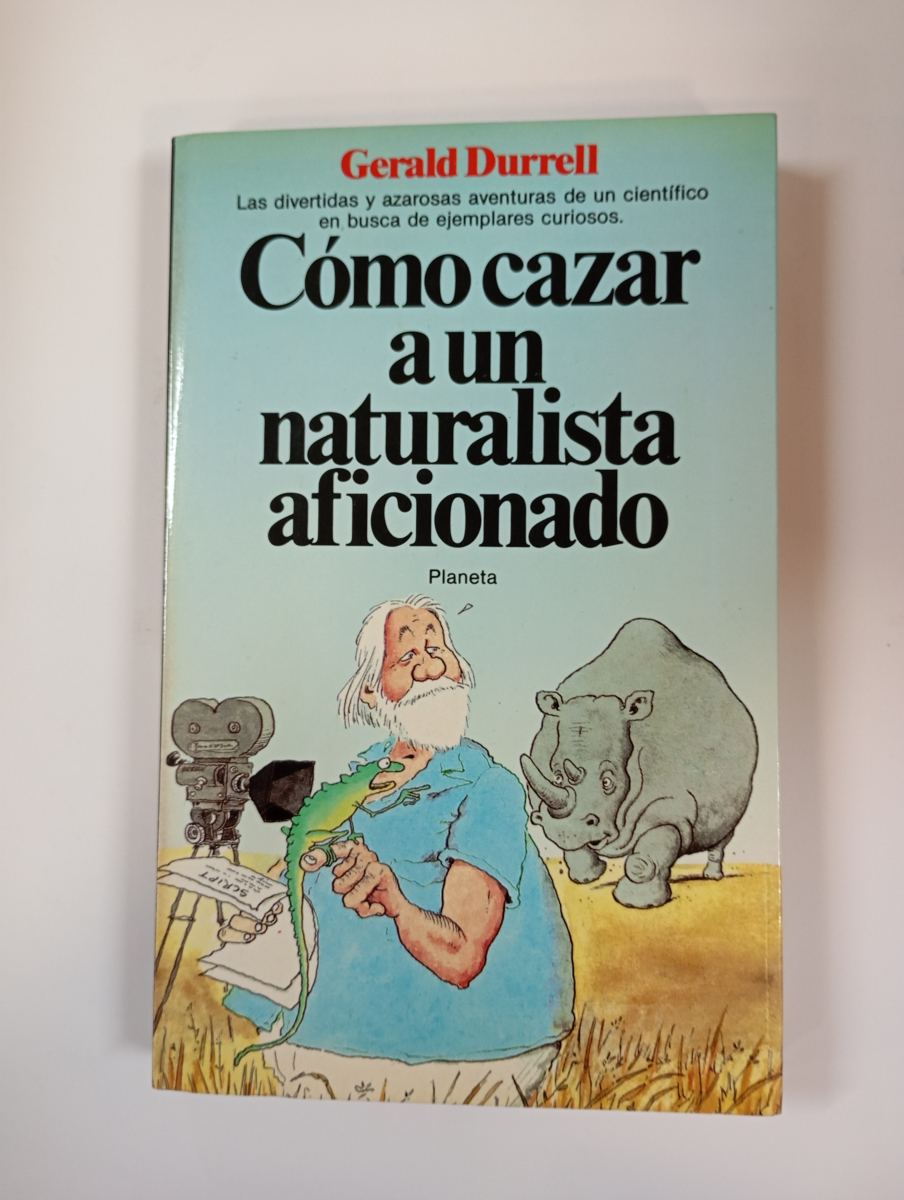 Gerald Durrell
Las divertidas y azarosas aventuras de un científico
en busca de ejemplares curiosos.
Cómo cazar
a un
naturalista
aficionado
Planeta
SCRIPT